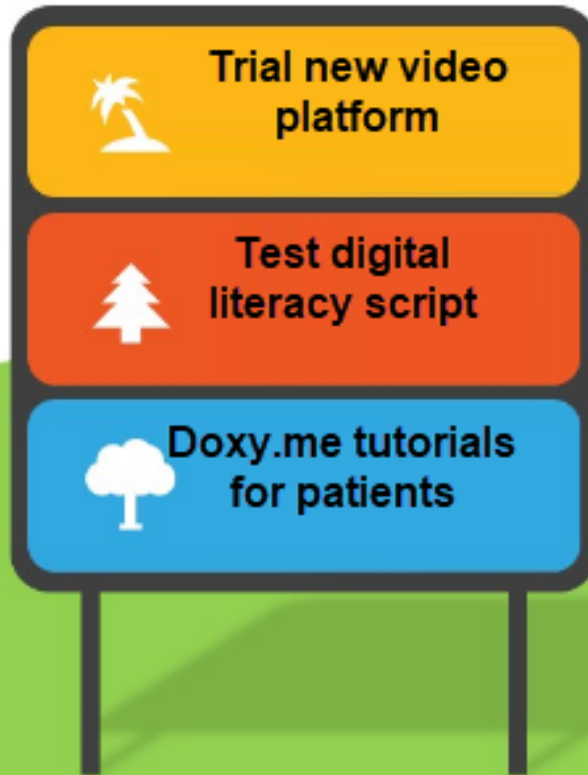 Trial new video
platform
Test digital
literacy script
Doxy.me tutorials
for patients